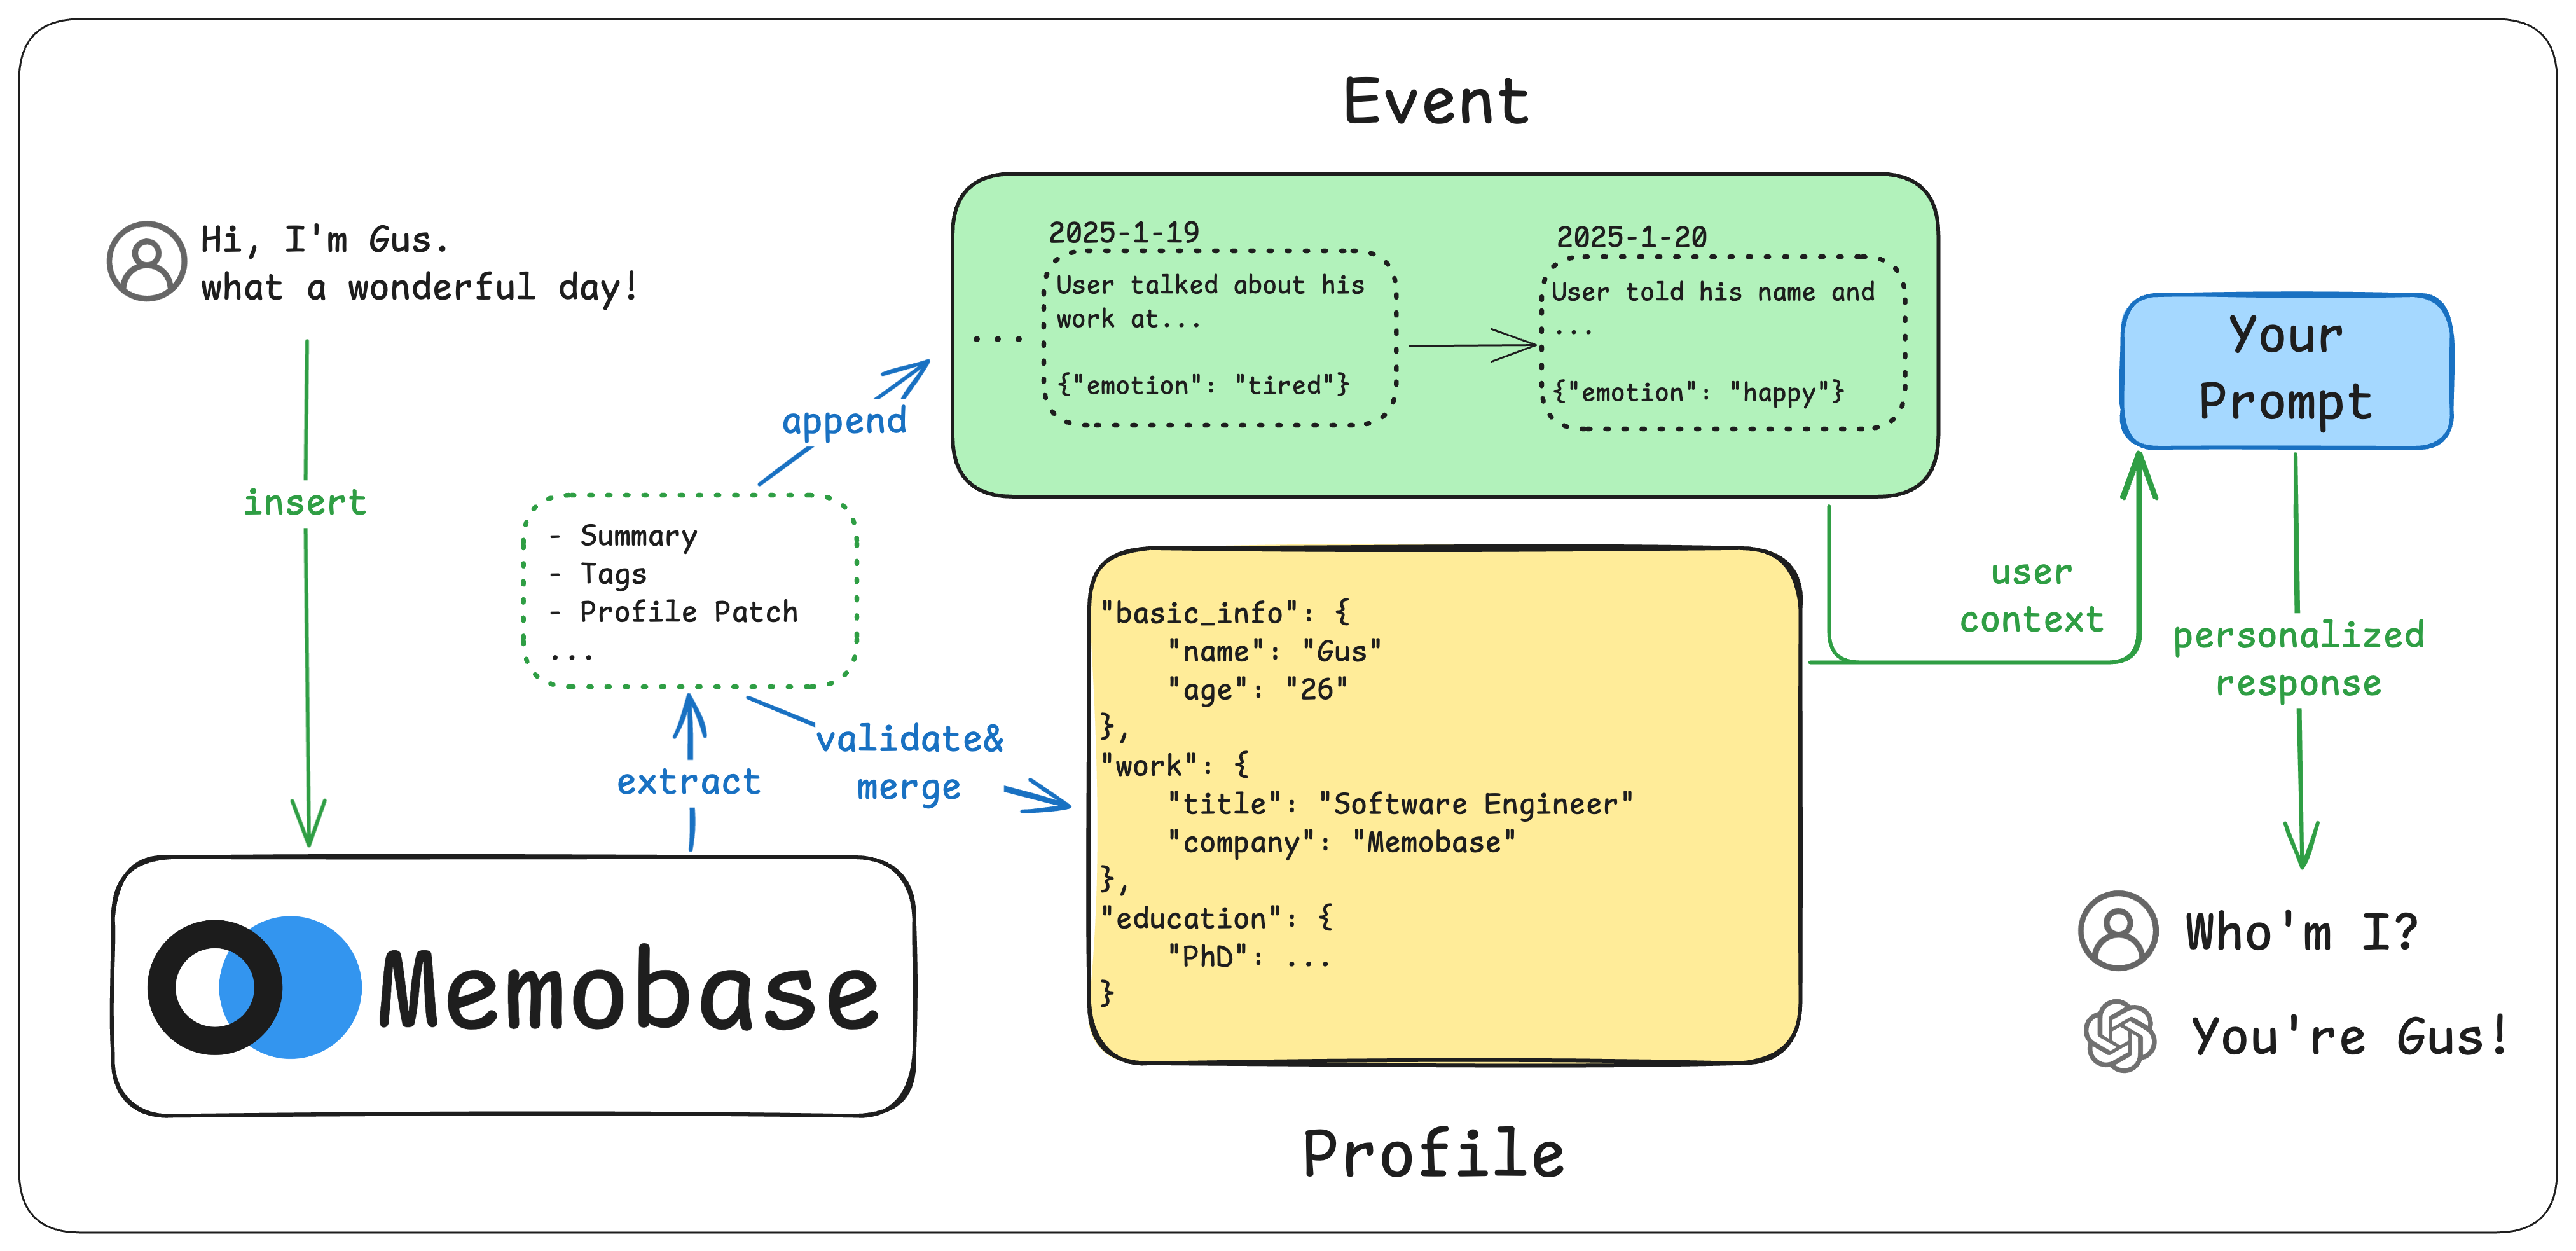 Event
Hi, I'm Gus.
what a wonderful day!
insert
- Summary
- Tags
- Profile Patch
...
append
extract
validate&
merge
Memobase
...
2025-1-19
User talked about his
work at...
{"emotion": "tired"}
2025-1-20
User told his name and
...
{"emotion": "happy"}
"basic_info": {
"name": "Gus"
"age": "26"
},
"work": {
"title": "Software Engineer"
"company": "Memobase"
},
"education": {
"PhD": ...
}
Profile
user
context
Your
Prompt
personalized
response
Who'm I?
You're Gus!